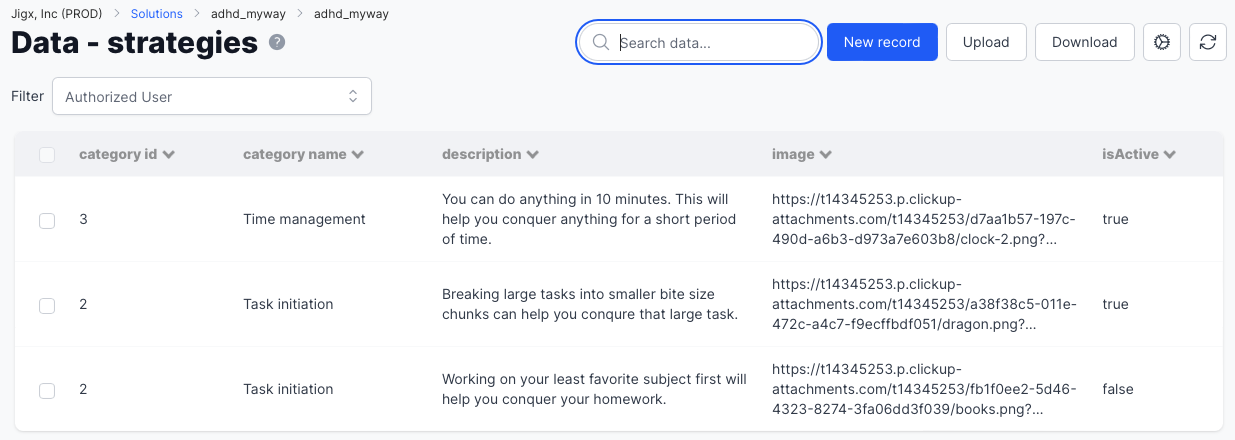 Jigx, Inc (PROD) > Solutions > adhd_myway > adhd_myway
Data - strategies ?
Search data...
New record
Upload
Download
Filter
Authorized User
category id
category name
description
image
isActive
3
Time management
You can do anything in 10 minutes. This will
help you conquer anything for a short period
of time.
https://t14345253.p.clickup-
attachments.com/t14345253/d7aa1b57-197c-
490d-a6b3-d973a7e603b8/clock-2.png?...
true
2
Task initiation
Breaking large tasks into smaller bite size
chunks can help you conqure that large task.
https://t14345253.p.clickup-
attachments.com/t14345253/a38f38c5-011e-
472c-a4c7-f9ecffbdf051/dragon.png?...
true
2
Task initiation
Working on your least favorite subject first will
help you conquer your homework.
https://t14345253.p.clickup-
attachments.com/t14345253/fb1f0ee2-5d46-
4323-8274-3fa06dd3f039/books.png?...
false